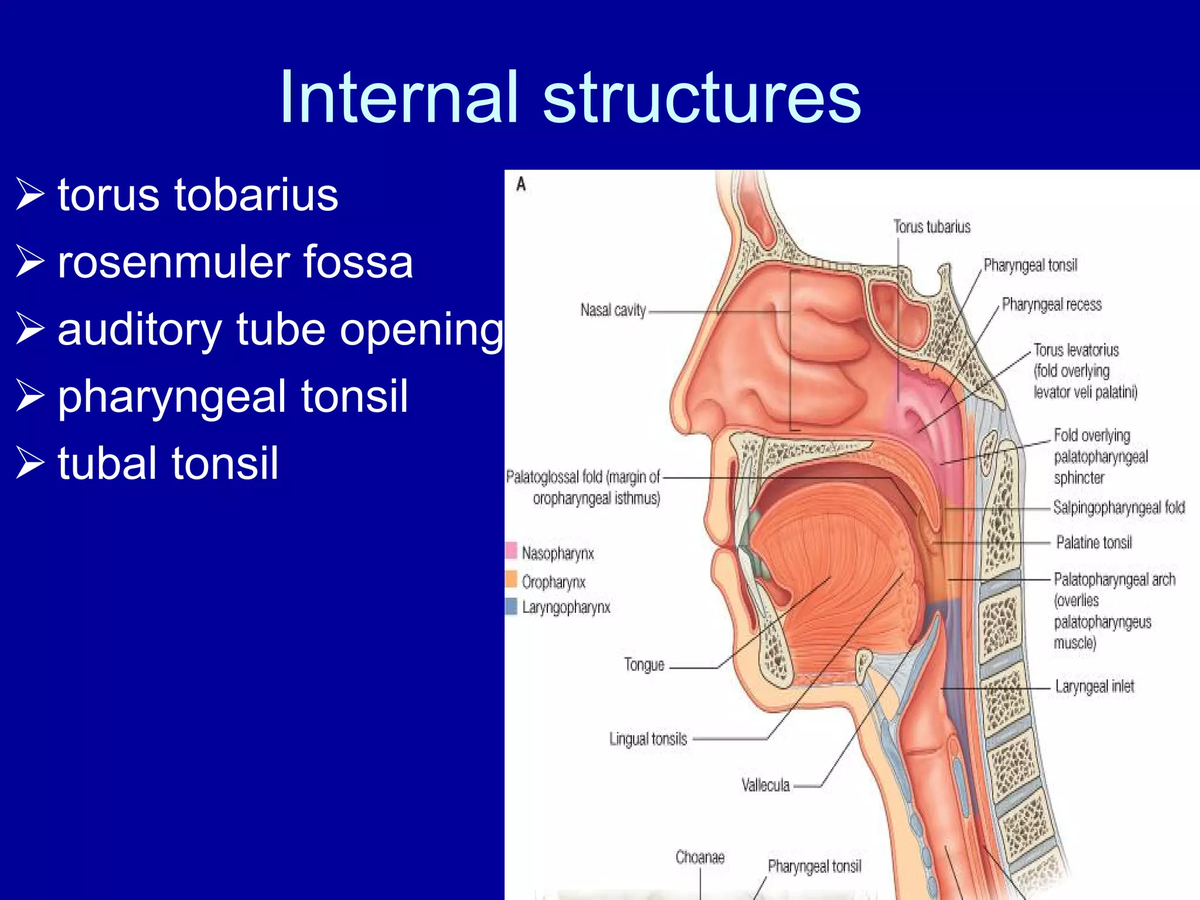 Internal structures
torus tobarius
rosenmuler fossa
auditory tube opening
pharyngeal tonsil
tubal tonsil
A
Torus tubarius
Pharyngeal tonsil
Nasal cavity
Pharyngeal recess
Torus levatorius
(fold overlying
levator veli palatini)
Fold overlying
palatopharyngeal
sphincter
Palatoglossal fold (margin of
oropharyngeal isthmus)
Salpingopharyngeal fold
Palatine tonsil
Nasopharynx
Oropharynx
Laryngopharynx
Palatopharyngeal arch
(overlies
palatopharyngeus
muscle)
Tongue
Laryngeal inlet
Lingual tonsils
Vallecula
Choanae
Pharyngeal tonsil